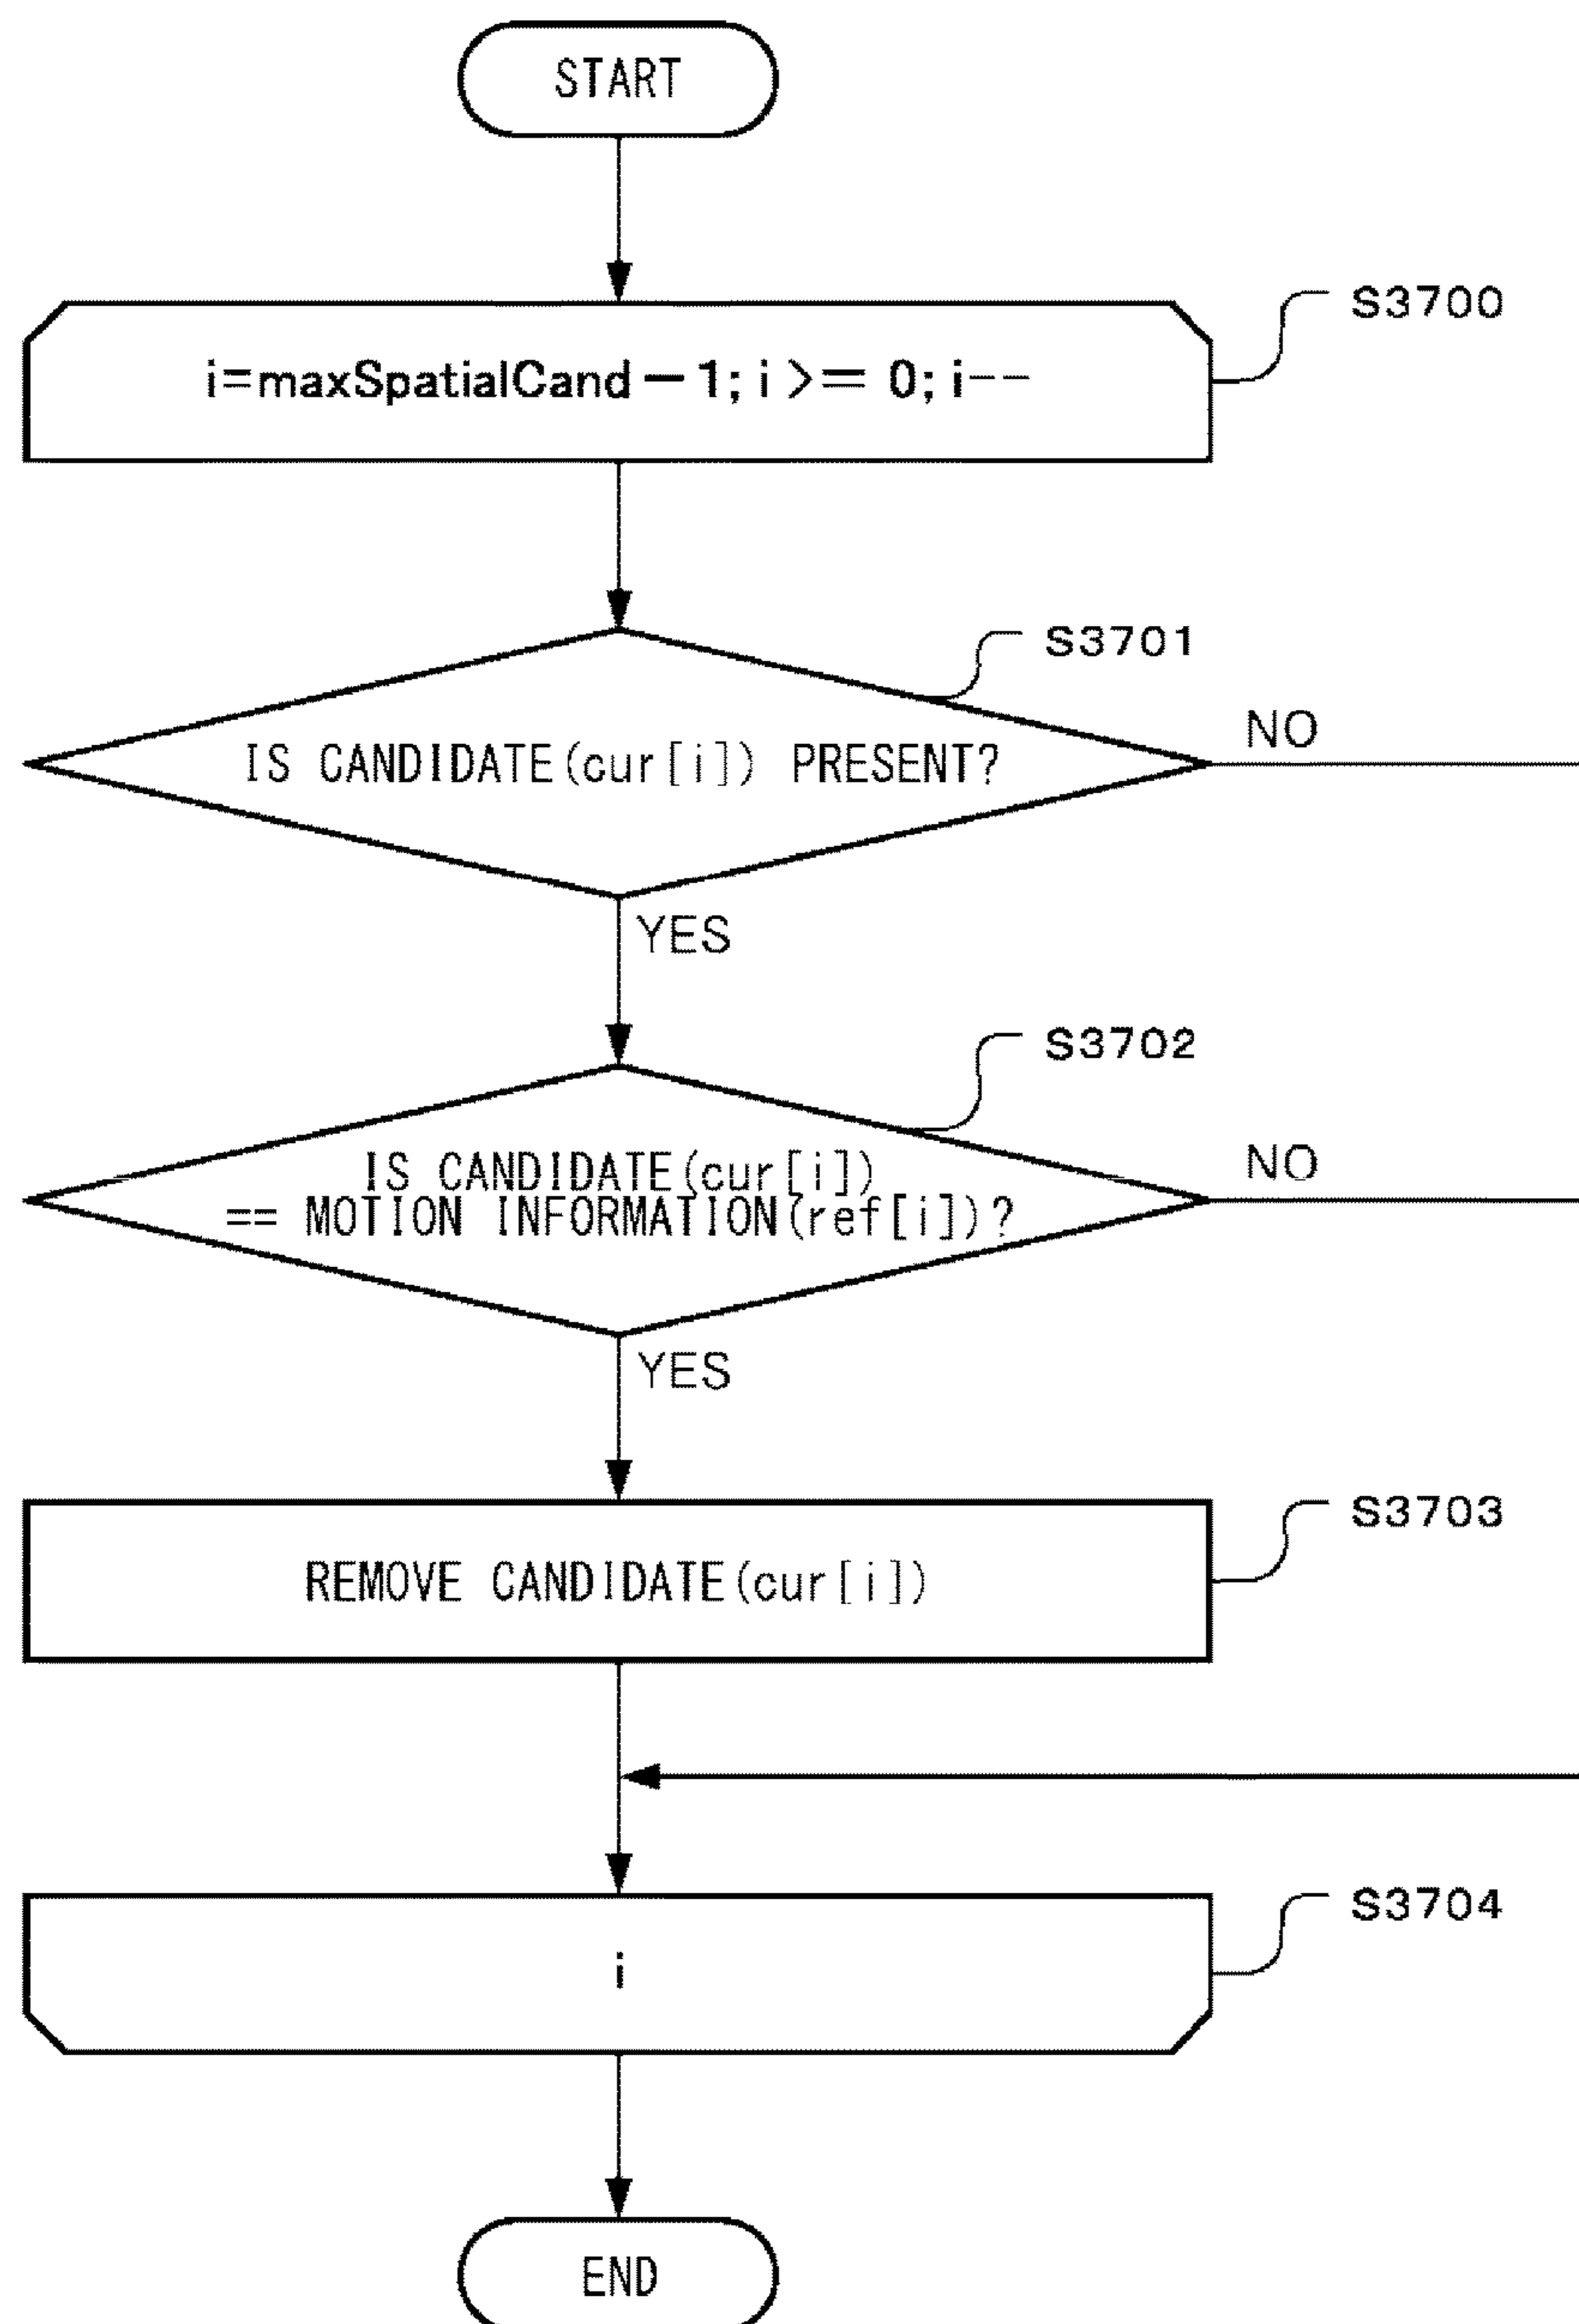 START
i=maxSpatialCand-1; i >= 0; i--
S3700
S3701
IS CANDIDATE(cur[i]) PRESENT?
NO
YES
S3702
IS CANDIDATE(cur[i])
== MOTION INFORMATION(ref[i])?
NO
YES
S3703
REMOVE CANDIDATE(cur[i])
S3704
i
END